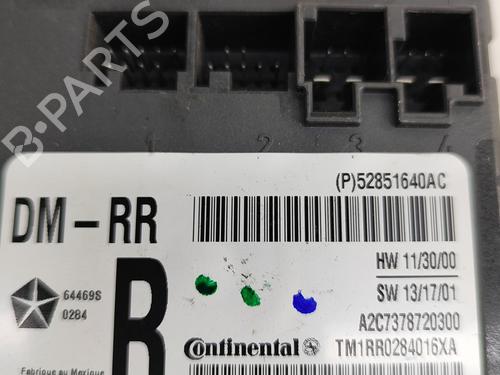 B-PARTS
1 2 3 4
(P)52851640AC
DM-RR
HW 11/30/00
64469S
0284
SW 13/17/01
A2C7378720300
R
Continental TM1RR0284016XA
Fabrique au Mexique